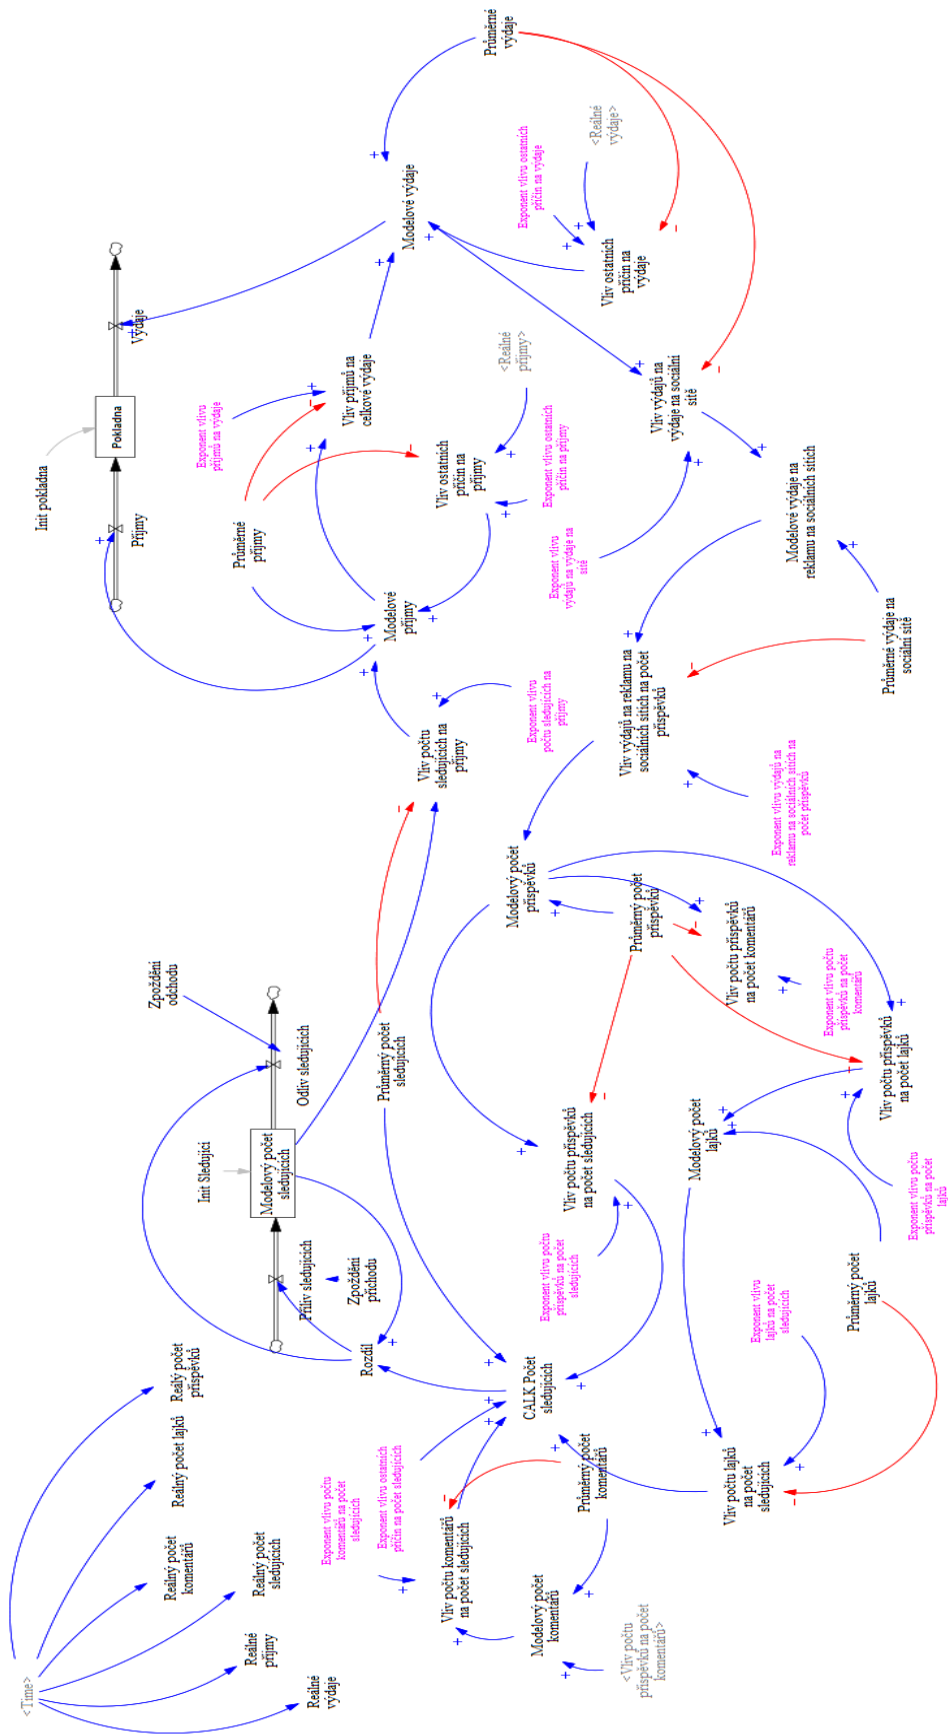 <Time>
Reálné
výdaje
Reálné
příjmy
Reálný počet
sledujících
Reálný počet
komentářů
Reálný počet lajků
Reálý počet
příspěvků
Init Sledující
Modelový počet
sledujících
Příliv sledujících
Odliv sledujících
Zpoždění
příchodu
Zpoždění
odchodu
Rozdíl
Průměrný počet
sledujících
Init pokladna
Pokladna
Příjmy
Výdaje
Průměrné
příjmy
Exponent vlivu
příjmů na výdaje
Vliv příjmů na
celkové výdaje
Modelové výdaje
Průměrné
výdaje
Modelové
příjmy
Vliv ostatních
příčin na
příjmy
<Reálné
příjmy>
Exponent vlivu ostatních
příčin na příjmy
Exponent vlivu ostatních
příčin na výdaje
<Reálné
výdaje>
Vliv ostatních
příčin na
výdaje
Vliv počtu
sledujících na
příjmy
Exponent vlivu
počtu sledujících na
příjmy
Exponent vlivu
výdajů na výdaje na
sítě
Vliv výdajů na
výdaje na sociální
sítě
Modelové výdaje na
reklamu na sociálních sítích
Průměrné výdaje na
sociální sítě
Vliv výdajů na reklamu na
sociálních sítích na počet
příspěvků
Exponent vlivu výdajů na
reklamu na sociálních sítích na
počet příspěvků
Modelový počet
příspěvků
Průměrný počet
příspěvků
Vliv počtu příspěvků
na počet komentářů
Exponent vlivu počtu
příspěvků na počet
komentářů
Vliv počtu příspěvků
na počet lajků
Exponent vlivu počtu
příspěvků na počet
lajků
Vliv počtu příspěvků
na počet sledujících
Exponent vlivu počtu
příspěvků na počet
sledujících
Modelový počet
lajků
Průměrný počet
lajků
Exponent vlivu počtu
lajků na počet
sledujících
Vliv počtu lajků
na počet
sledujících
CALK Počet
sledujících
Exponent vlivu počtu
komentářů na počet
sledujících
Exponent vlivu ostatních
příčin na počet sledujících
Vliv počtu komentářů
na počet sledujících
Průměrný počet
komentářů
Modelový počet
komentářů
<Vliv počtu
příspěvků na počet
komentářů>